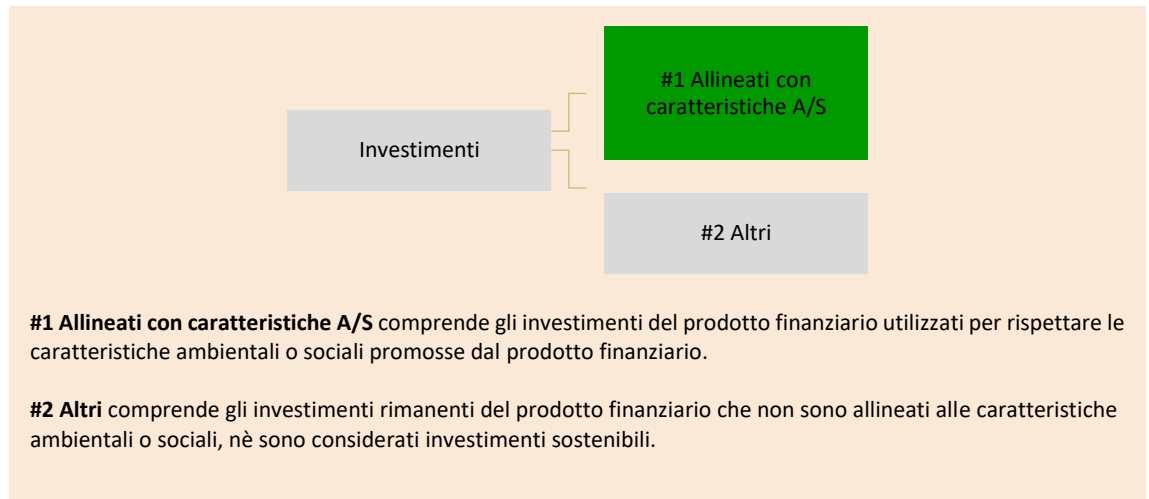 #1 Allineati con
caratteristiche A/S
Investimenti
#2 Altri
#1 Allineati con caratteristiche A/S comprende gli investimenti del prodotto finanziario utilizzati per rispettare le
caratteristiche ambientali o sociali promosse dal prodotto finanziario.
#2 Altri comprende gli investimenti rimanenti del prodotto finanziario che non sono allineati alle caratteristiche
ambientali o sociali, nè sono considerati investimenti sostenibili.